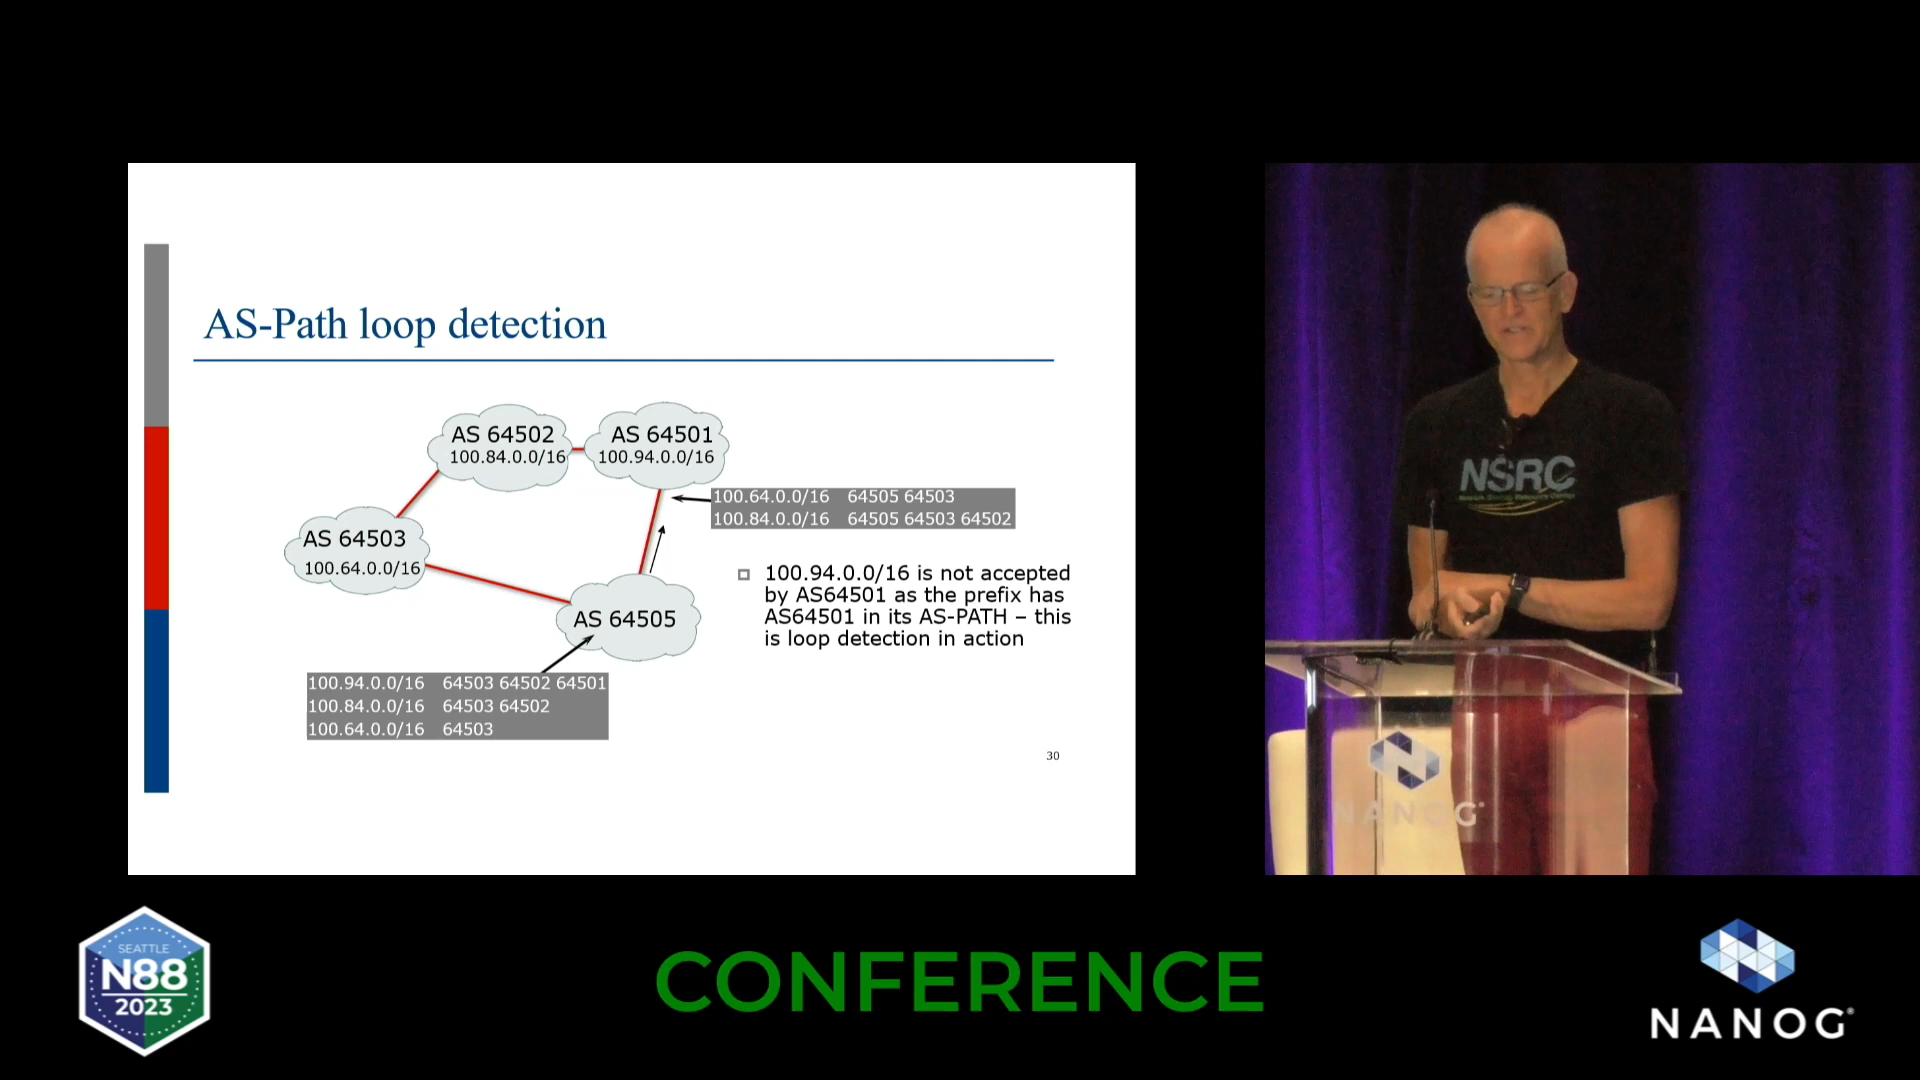 AS-Path loop detection
AS 64502
100.84.0.0/16
AS 64501
100.94.0.0/16
100.64.0.0/16 64505 64503
100.84.0.0/16 64505 64503 64502
AS 64503
100.64.0.0/16
100.94.0.0/16 is not accepted
by AS64501 as the prefix has
AS64501 in its AS-PATH – this
is loop detection in action
AS 64505
100.94.0.0/16 64503 64502 64501
100.84.0.0/16 64503 64502
100.64.0.0/16 64503
30
NSRC
NANOG
SEATTLE
N88
2023
CONFERENCE
NANOG®